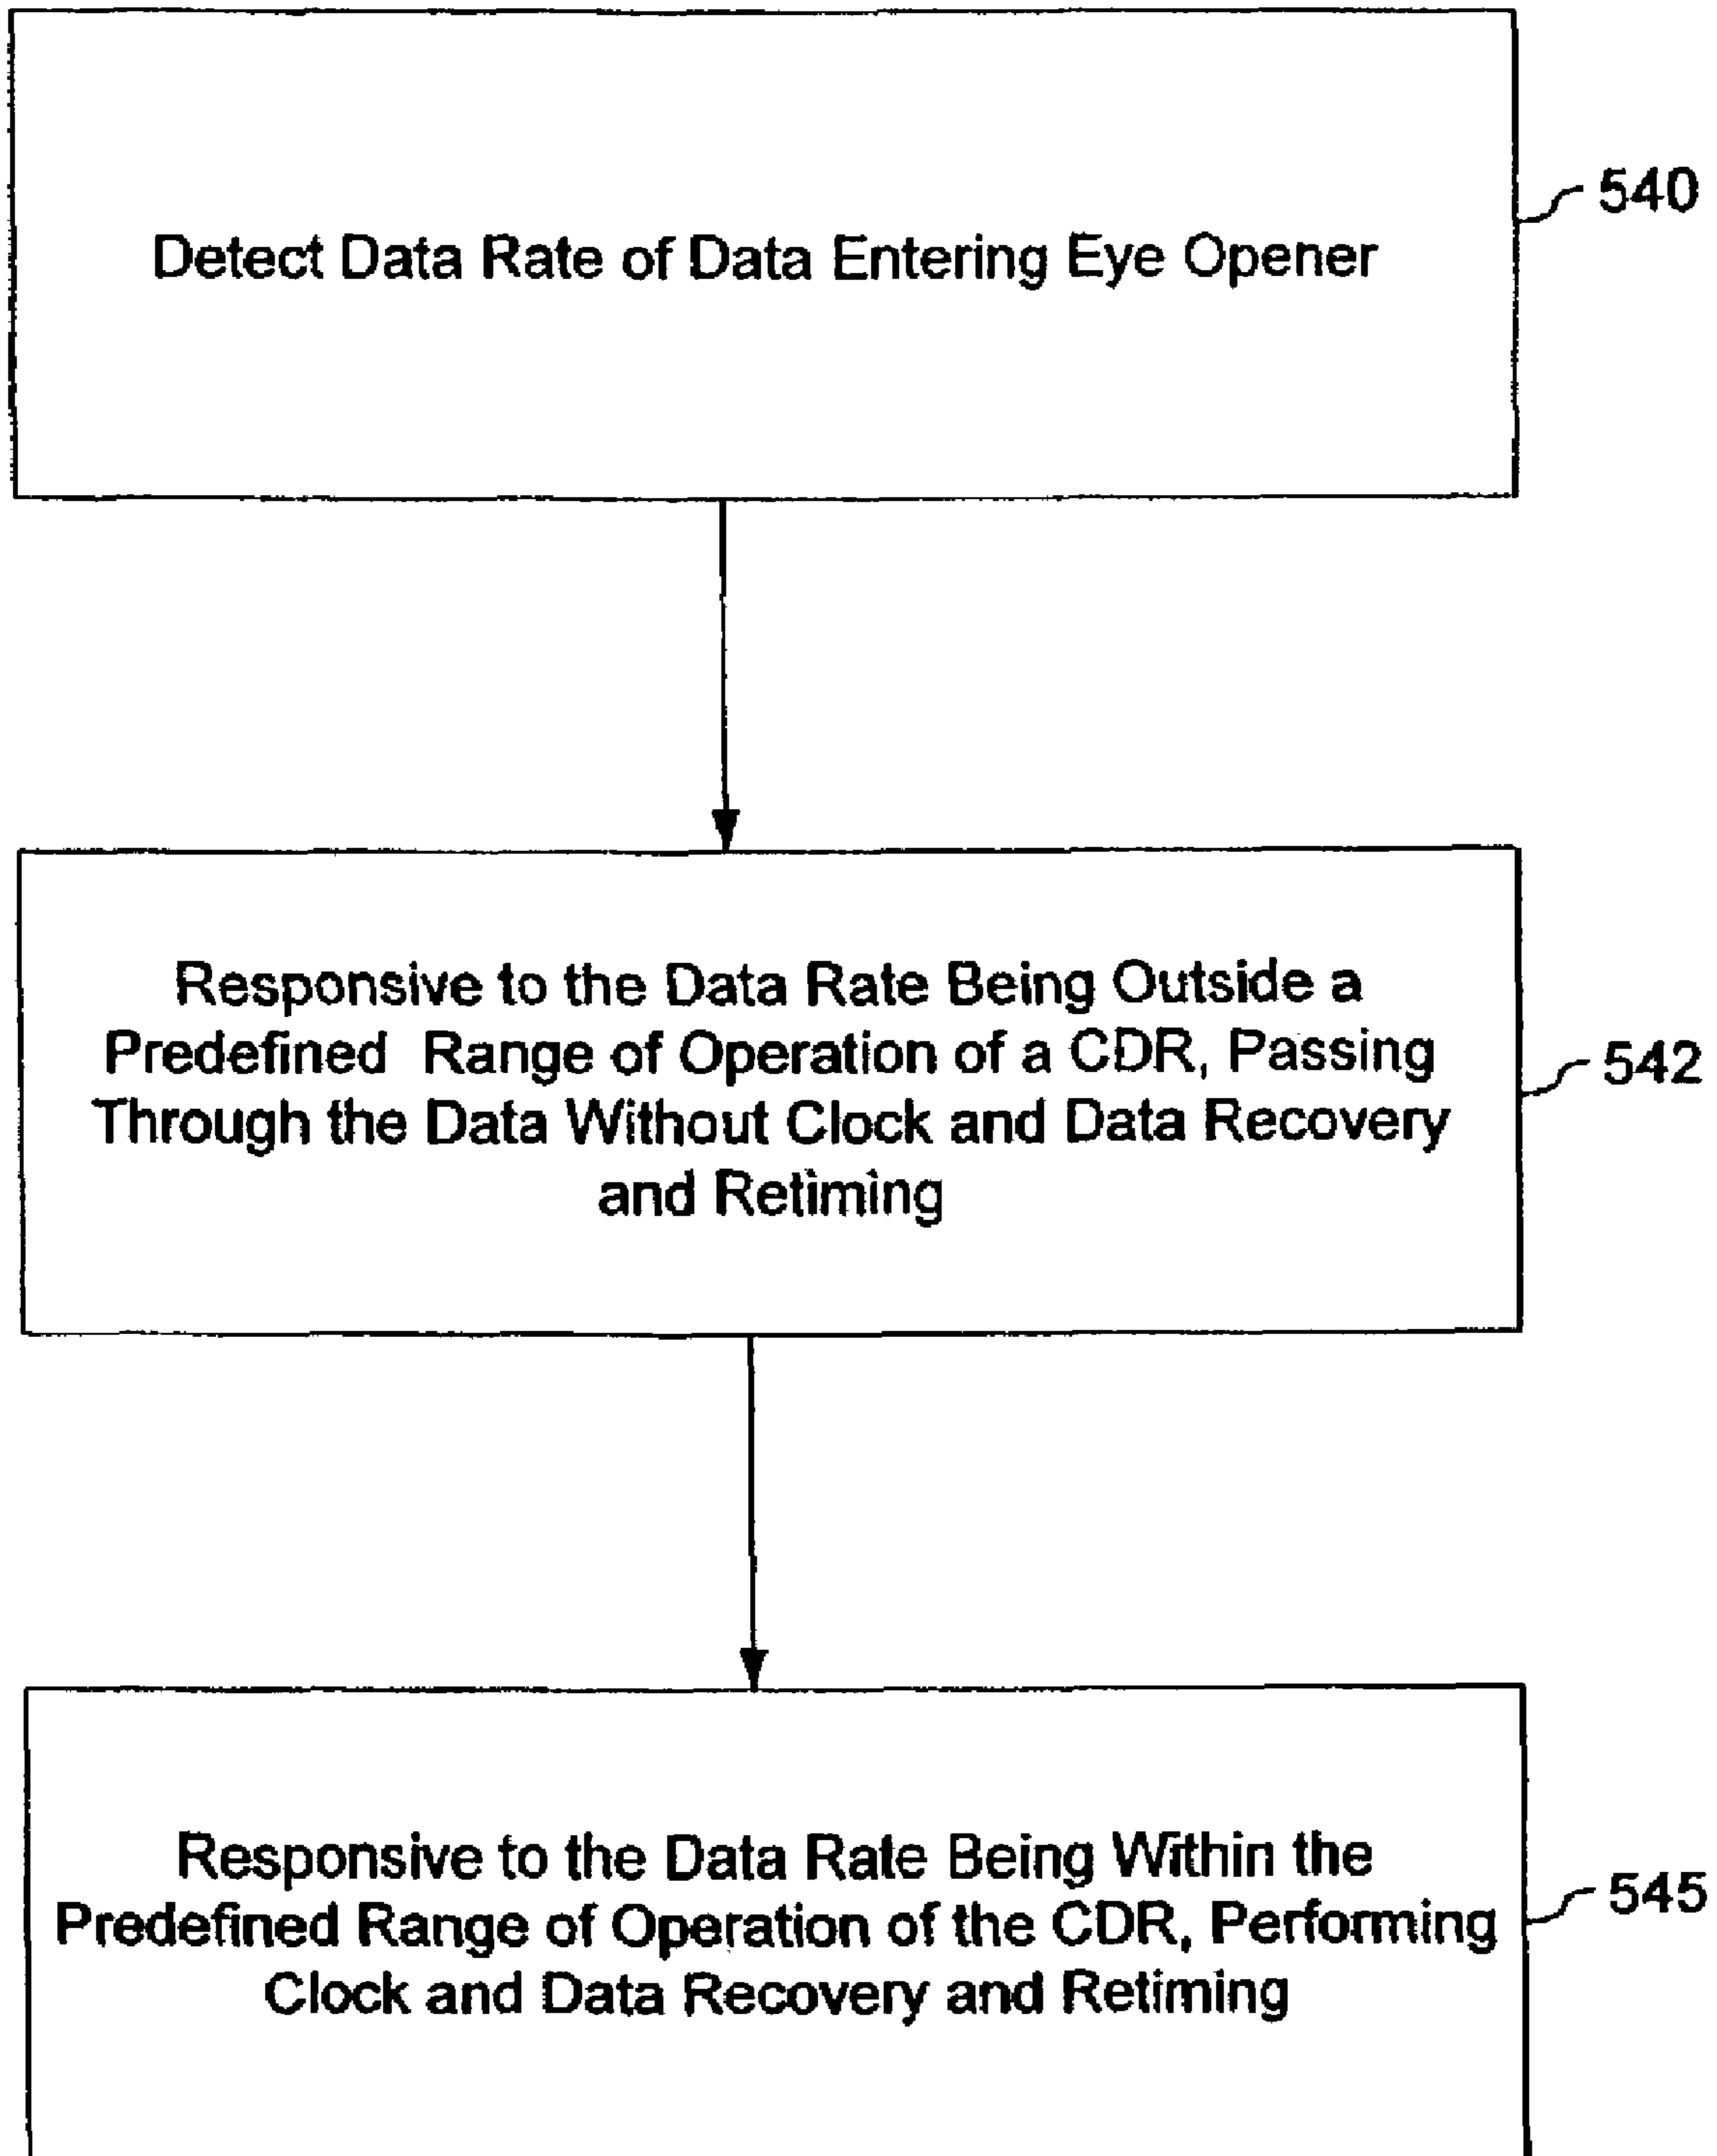 Detect Data Rate of Data Entering Eye Opener
540
Responsive to the Data Rate Being Outside a
Predefined Range of Operation of a CDR, Passing
Through the Data Without Clock and Data Recovery
and Retiming
542
Responsive to the Data Rate Being Within the
Predefined Range of Operation of the CDR, Performing
Clock and Data Recovery and Retiming
545